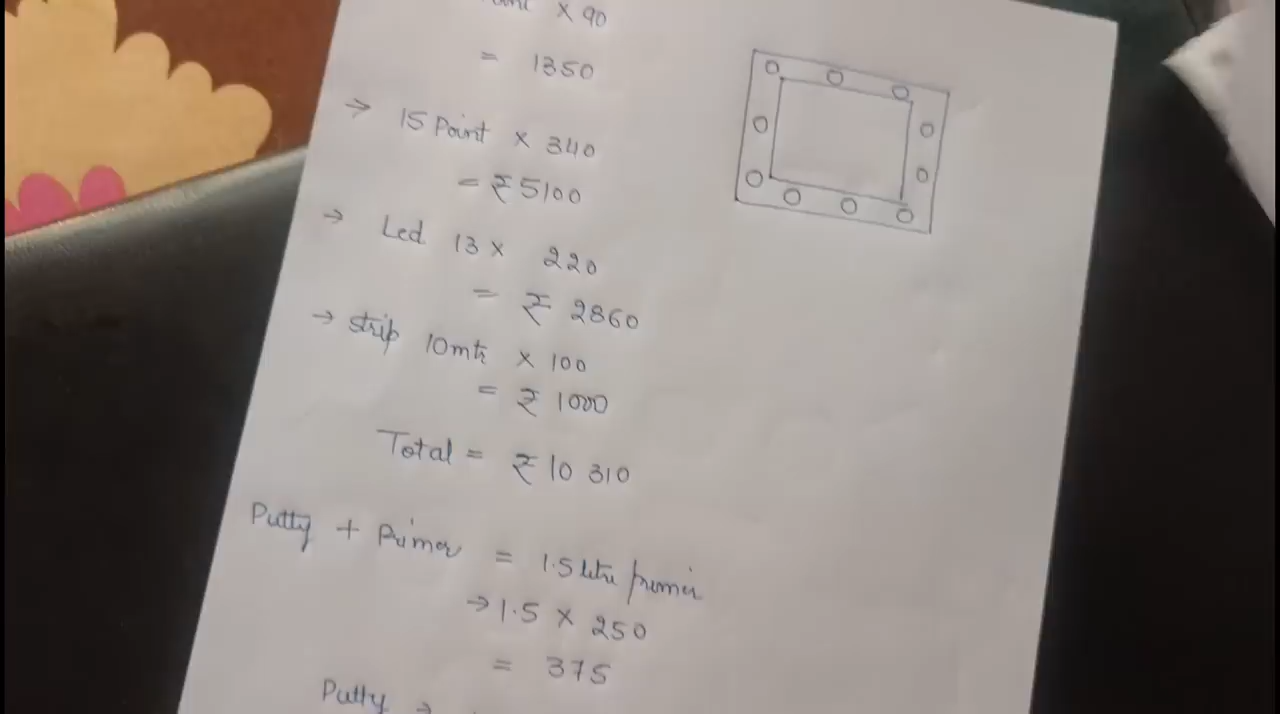 × 90
= 1350
→ 15 Point × 340
= ₹ 5100
→ Led 13 × 220
= ₹ 2860
→ strip 10mtr × 100
= ₹ 1000
Total = ₹ 10 310
Putty + Primer = 1.5 litre primer
→ 1.5 × 250
= 375
Putty →